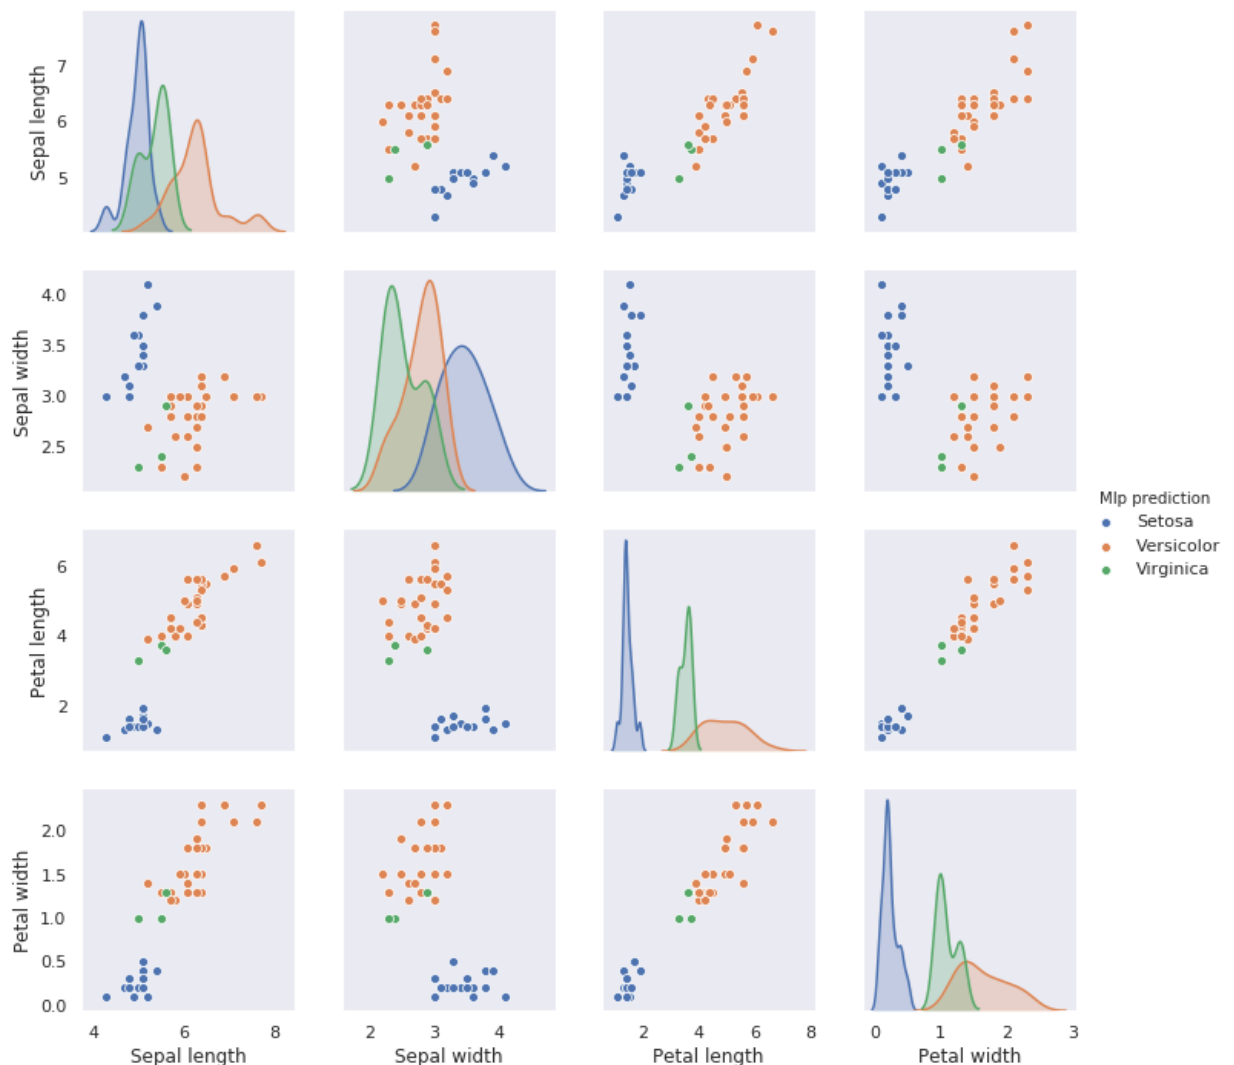 Sepal length
7
6
5
Sepal width
4.0
3.5
3.0
2.5
Mlp prediction
Setosa
Versicolor
Virginica
Petal length
6
4
2
Petal width
2.0
1.5
1.0
0.5
0.0
4 6 8 2 3 4 2 4 6 8 0 1 2 3
Sepal length Sepal width Petal length Petal width